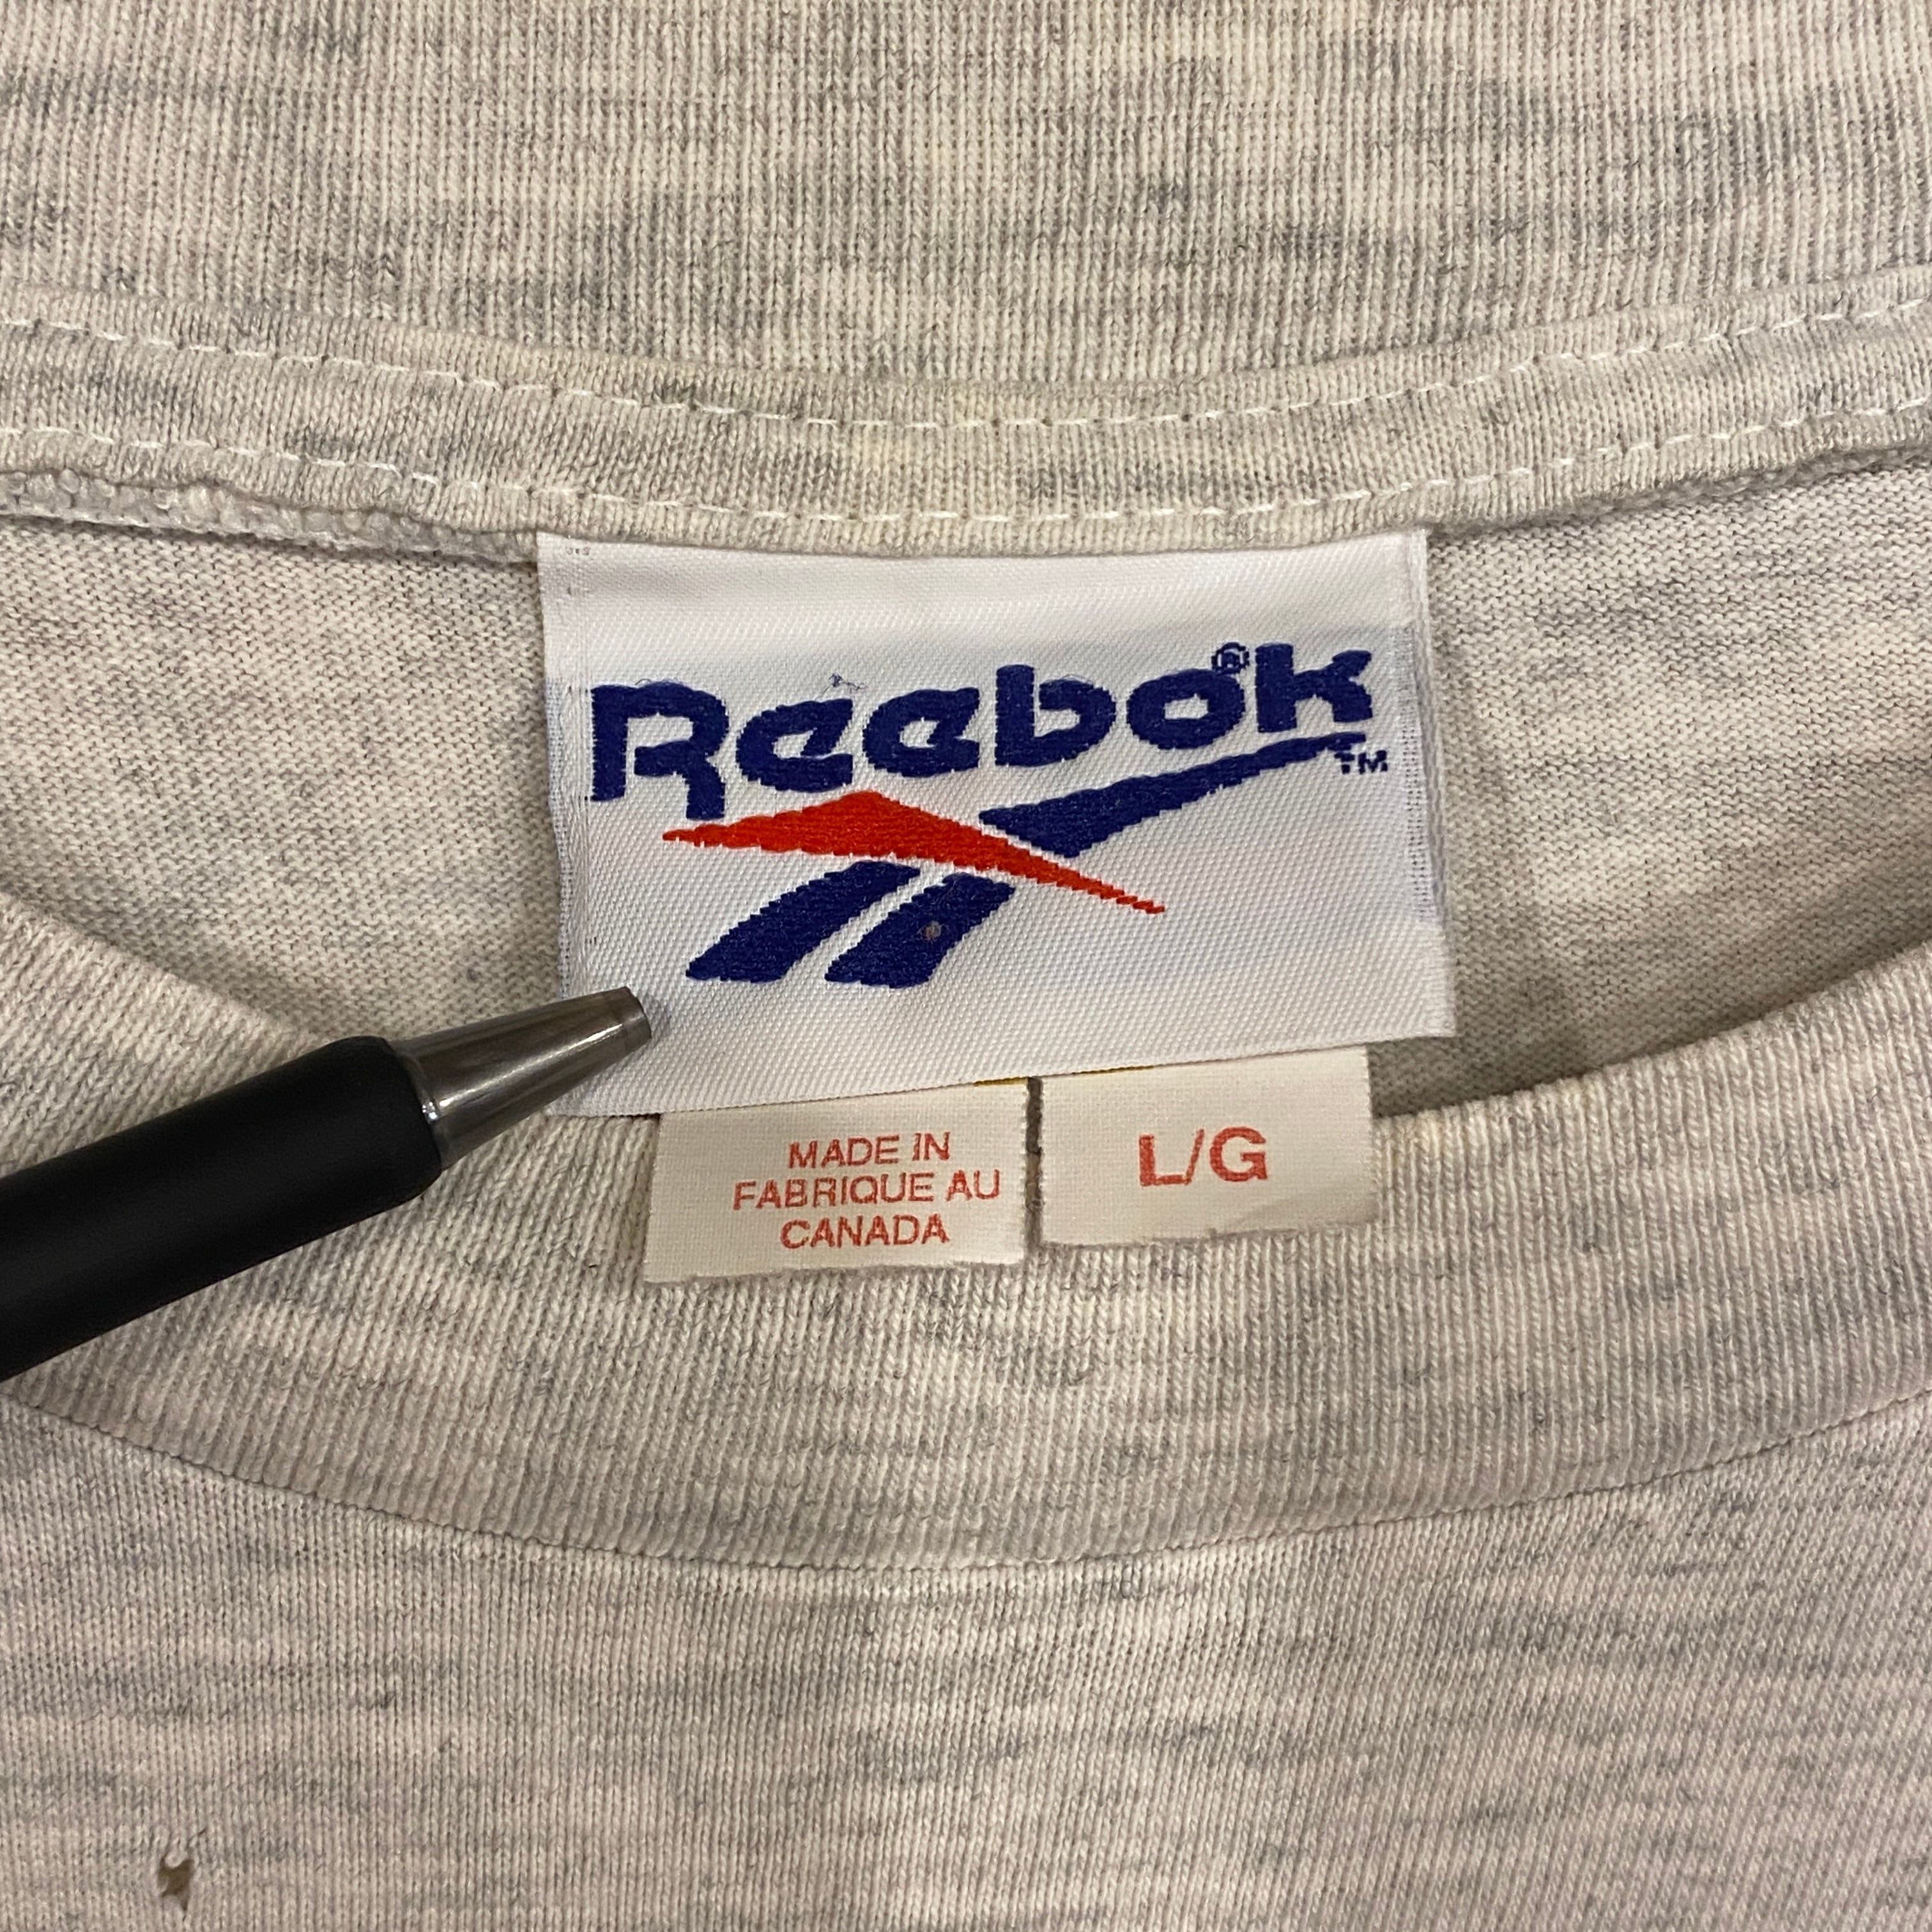 Reebok®
TM
MADE IN
FABRIQUE AU
CANADA
L/G